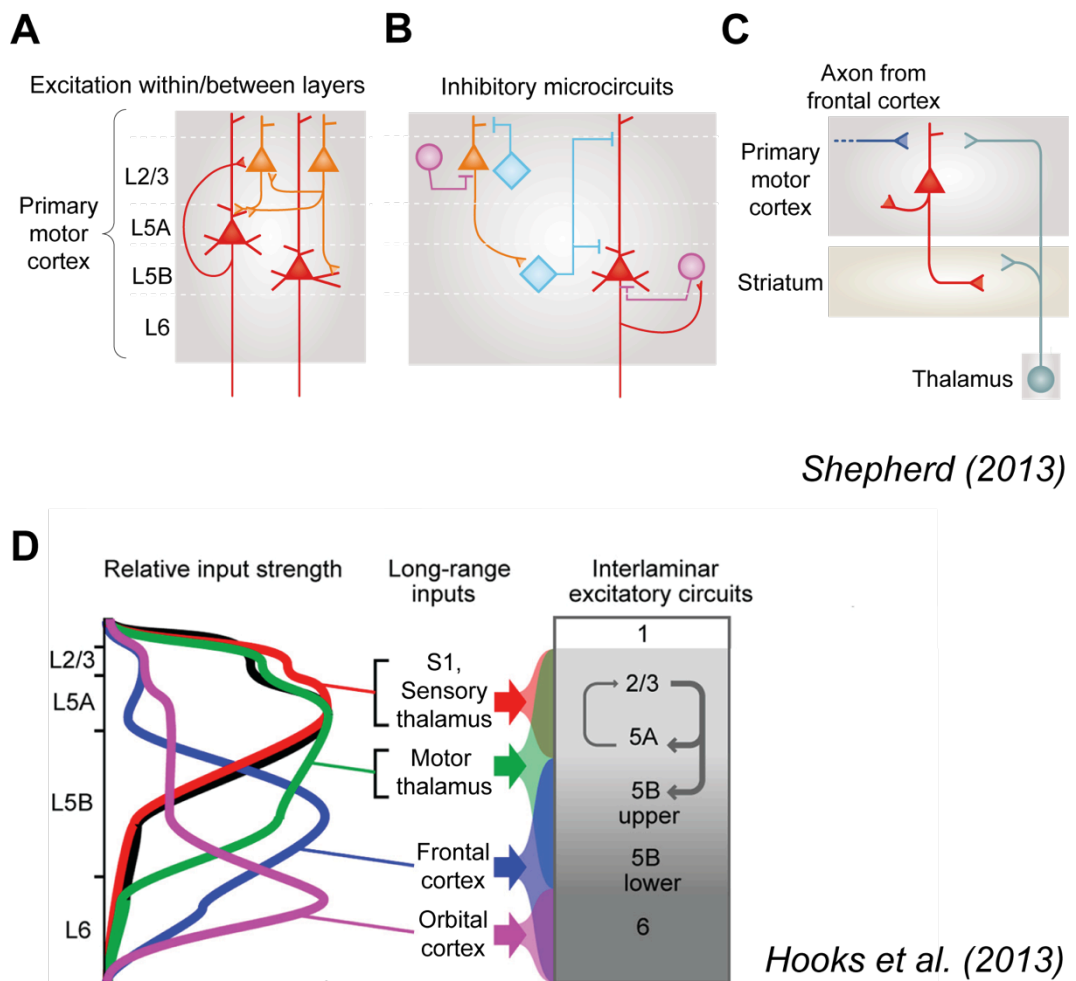 A
Excitation within/between layers
Primary
motor
cortex
L2/3
L5A
L5B
L6
B
Inhibitory microcircuits
C
Axon from
frontal cortex
Primary
motor
cortex
Striatum
Thalamus
Shepherd (2013)
D
Relative input strength
L2/3
L5A
L5B
L6
Long-range
inputs
S1,
Sensory
thalamus
Motor
thalamus
Frontal
cortex
Orbital
cortex
Interlaminar
excitatory circuits
1
2/3
5A
5B
upper
5B
lower
6
Hooks et al. (2013)